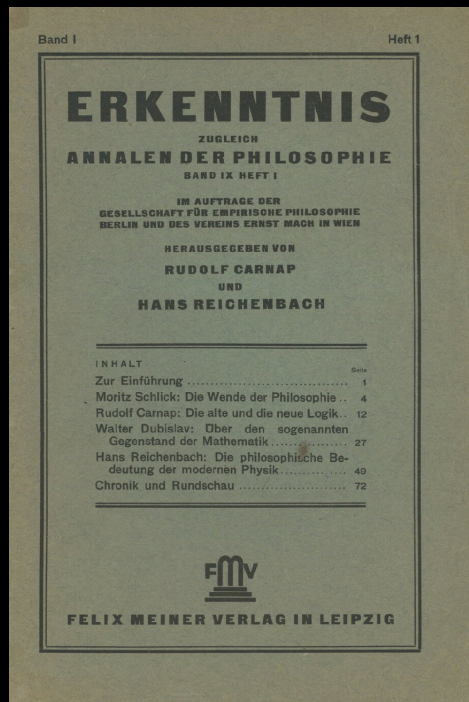 Band I Heft 1
ERKENNTNIS
ZUGLEICH
ANNALEN DER PHILOSOPHIE
BAND IX HEFT I
IM AUFTRAGE DER
GESELLSCHAFT FÜR EMPIRISCHE PHILOSOPHIE
BERLIN UND DES VEREINS ERNST MACH IN WIEN
HERAUSGEGEBEN VON
RUDOLF CARNAP
UND
HANS REICHENBACH
INHALT
Seite
Zur Einführung .................................. 1
Moritz Schlick: Die Wende der Philosophie .. 4
Rudolf Carnap: Die alte und die neue Logik.. 12
Walter Dubislav: Über den sogenannten
Gegenstand der Mathematik ................ 27
Hans Reichenbach: Die philosophische Be-
deutung der modernen Physik .............. 49
Chronik und Rundschau ....................... 72
FMV
FELIX MEINER VERLAG IN LEIPZIG